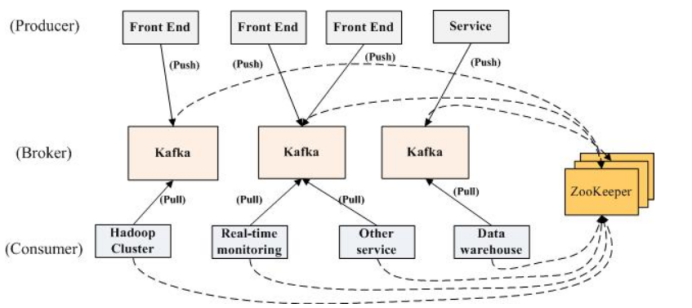 (Producer)
Front End
Front End
Front End
Service
(Push)
(Push)
(Push)
(Push)
(Broker)
Kafka
Kafka
Kafka
ZooKeeper
(Pull)
(Pull)
(Pull)
(Pull)
(Consumer)
Hadoop
Cluster
Real-time
monitoring
Other
service
Data
warehouse